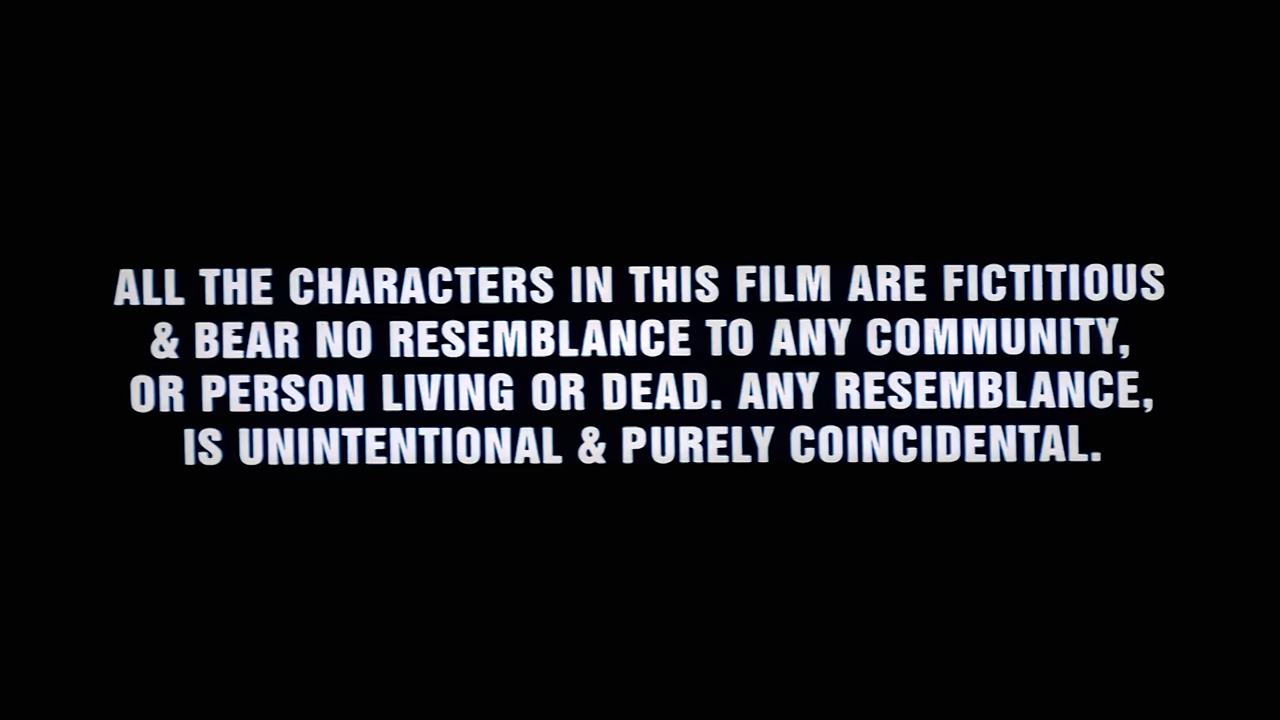 ALL THE CHARACTERS IN THIS FILM ARE FICTITIOUS
& BEAR NO RESEMBLANCE TO ANY COMMUNITY,
OR PERSON LIVING OR DEAD. ANY RESEMBLANCE,
IS UNINTENTIONAL & PURELY COINCIDENTAL.